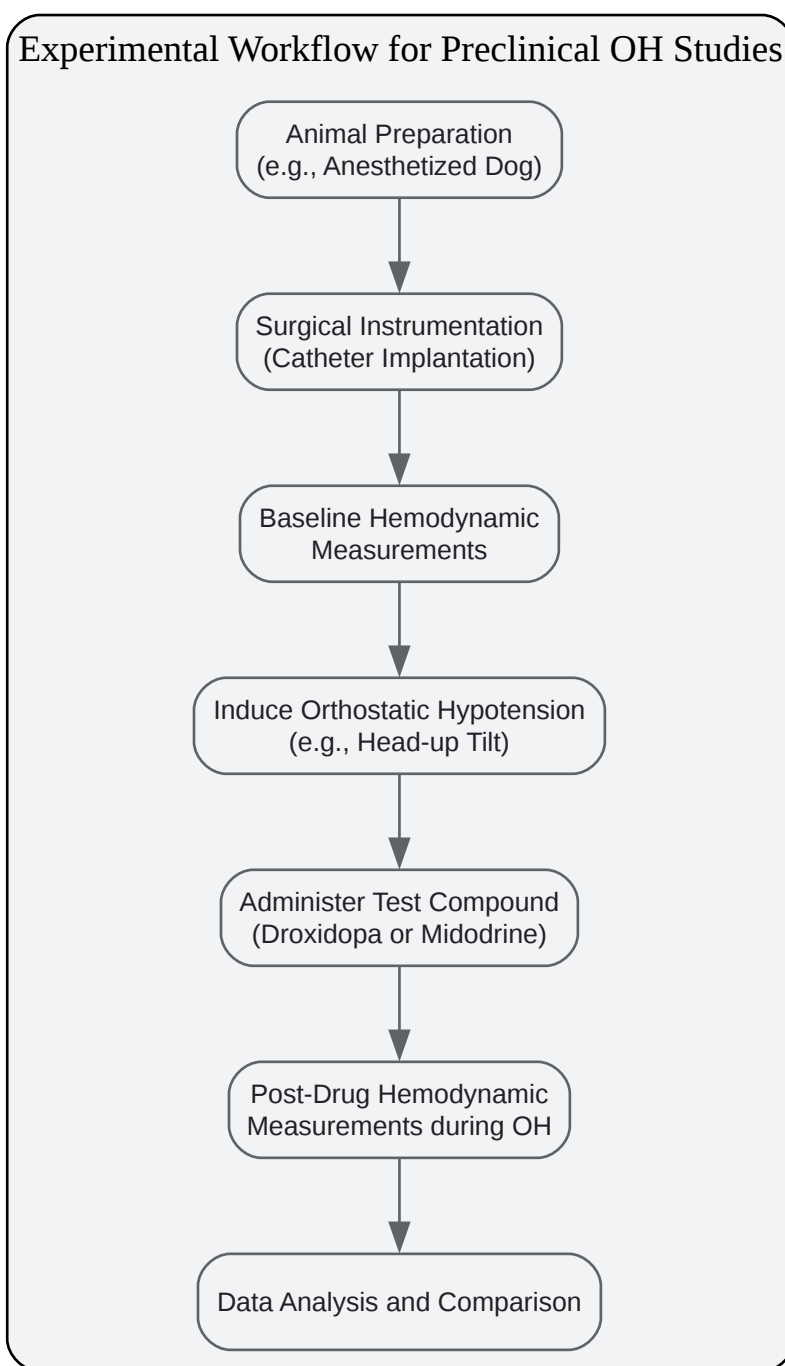 Experimental Workflow for Preclinical OH Studies
Animal Preparation
(e.g., Anesthetized Dog)
Surgical Instrumentation
(Catheter Implantation)
Baseline Hemodynamic
Measurements
Induce Orthostatic Hypotension
(e.g., Head-up Tilt)
Administer Test Compound
(Droxidopa or Midodrine)
Post-Drug Hemodynamic
Measurements during OH
Data Analysis and Comparison